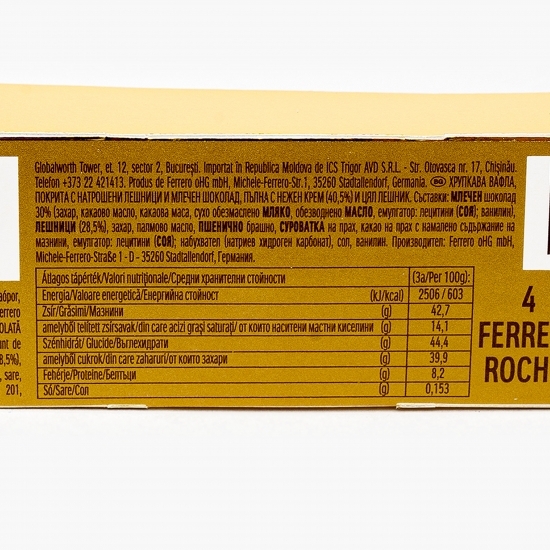 Globalworth Tower, et. 12, sector 2, București. Importat în Republica Moldova de ICS Trigor AVD S.R.L. - Str. Otovasca nr. 17, Chișinău.
Telefon +373 22 421413. Produs de Ferrero oHG mbH, Michele-Ferrero-Str.1, 35260 Stadtallendorf, Germania. BG ХРУПКАВА ВАФЛА,
ПОКРИТА С НАТРОШЕНИ ЛЕШНИЦИ И МЛЕЧЕН ШОКОЛАД, ПЪЛНА С НЕЖЕН КРЕМ (40,5%) И ЦЯЛ ЛЕШНИК. Съставки: МЛЕЧЕН шоколад
30% (захар, какаово масло, какаова маса, сухо обезмаслено МЛЯКО, обезводнено МАСЛО, емулгатор: лецитини (СОЯ); ванилин),
ЛЕШНИЦИ (28,5%), захар, палмово масло, ПШЕНИЧНО брашно, СУРОВАТКА на прах, какао на прах с намалено съдържание на
мазнини, емулгатор: лецитини (СОЯ); набухвател (натриев хидроген карбонат), сол, ванилин. Производител: Ferrero oHG mbH,
Michele-Ferrero-Straße 1 - D - 35260 Stadtallendorf, Германия.
Átlagos tápérték/Valori nutriționale/Средни хранителни стойности (За/Per 100g):
Energia/Valoare energetică/Енергийна стойност (kJ/kcal) 2506 / 603
Zsír/Grăsimi/Мазнини (g) 42,7
amelyből telített zsírsavak/din care acizi grași saturați/ от които наситени мастни киселини (g) 14,1
Szénhidrát/ Glucide/Въглехидрати (g) 44,4
amelyből cukrok/din care zaharuri/от които захари (g) 39,9
Fehérje/Proteine/Белтъци (g) 8,2
Só/Sare/Сол (g) 0,153
4
FERRE
ROCH
rrero
OLATĂ
unt de
8,5%),
, sare,
201,